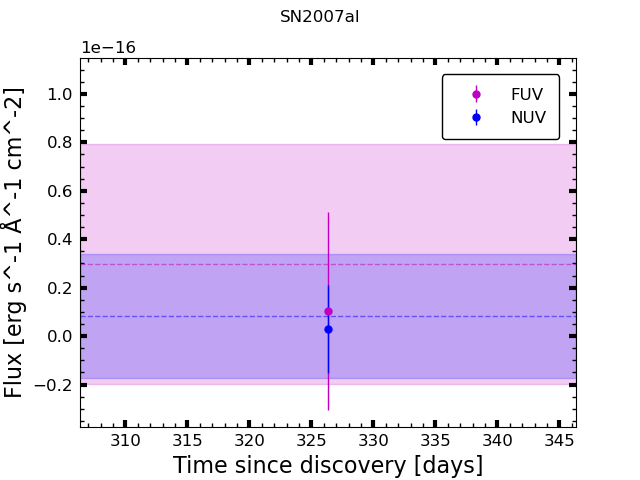 SN2007al
1e−16
1.0
0.8
0.6
0.4
0.2
0.0
−0.2
Flux [erg s^-1 Å^-1 cm^-2]
FUV
NUV
310 315 320 325 330 335 340 345
Time since discovery [days]